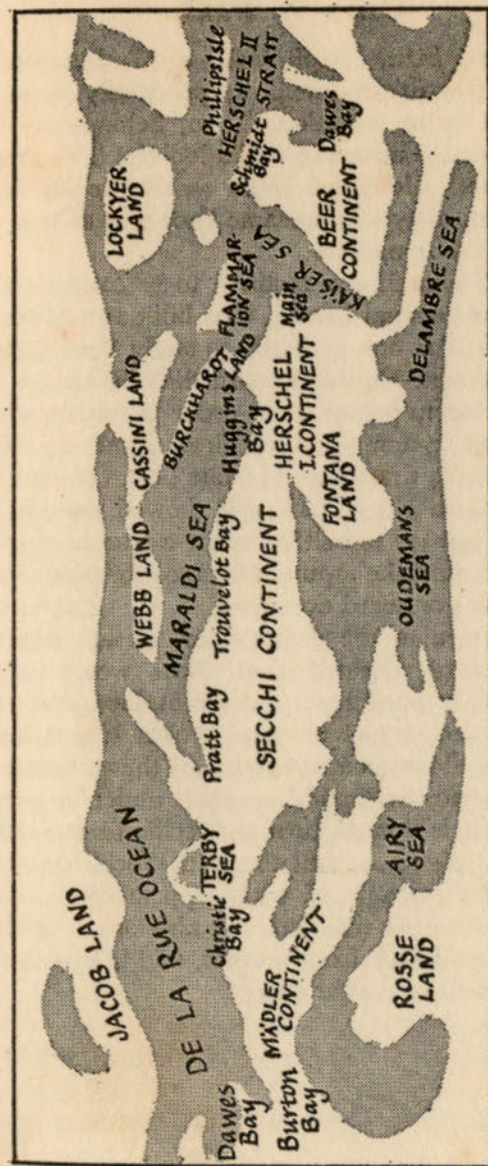 JACOB LAND
DE LA RUE OCEAN
WEBB LAND
CASSINI LAND
LOCKYER
LAND
MARALDI SEA
BURCKHARDT
LAND
FLAMMAR-
ION SEA
Phillips Isle
HERSCHEL II
STRAIT
Schmidt
Bay
Dawes
Bay
Christie
Bay
TERBY
SEA
Pratt Bay
Trouvelot Bay
Huggins
Bay
KAISER SEA
Main
Sea
Dawes
Bay
Burton
Bay
MÄDLER
CONTINENT
SECCHI CONTINENT
HERSCHEL
I. CONTINENT
FONTANA
LAND
BEER
CONTINENT
ROSSE
LAND
AIRY
SEA
OUDEMANS
SEA
DELAMBRE SEA